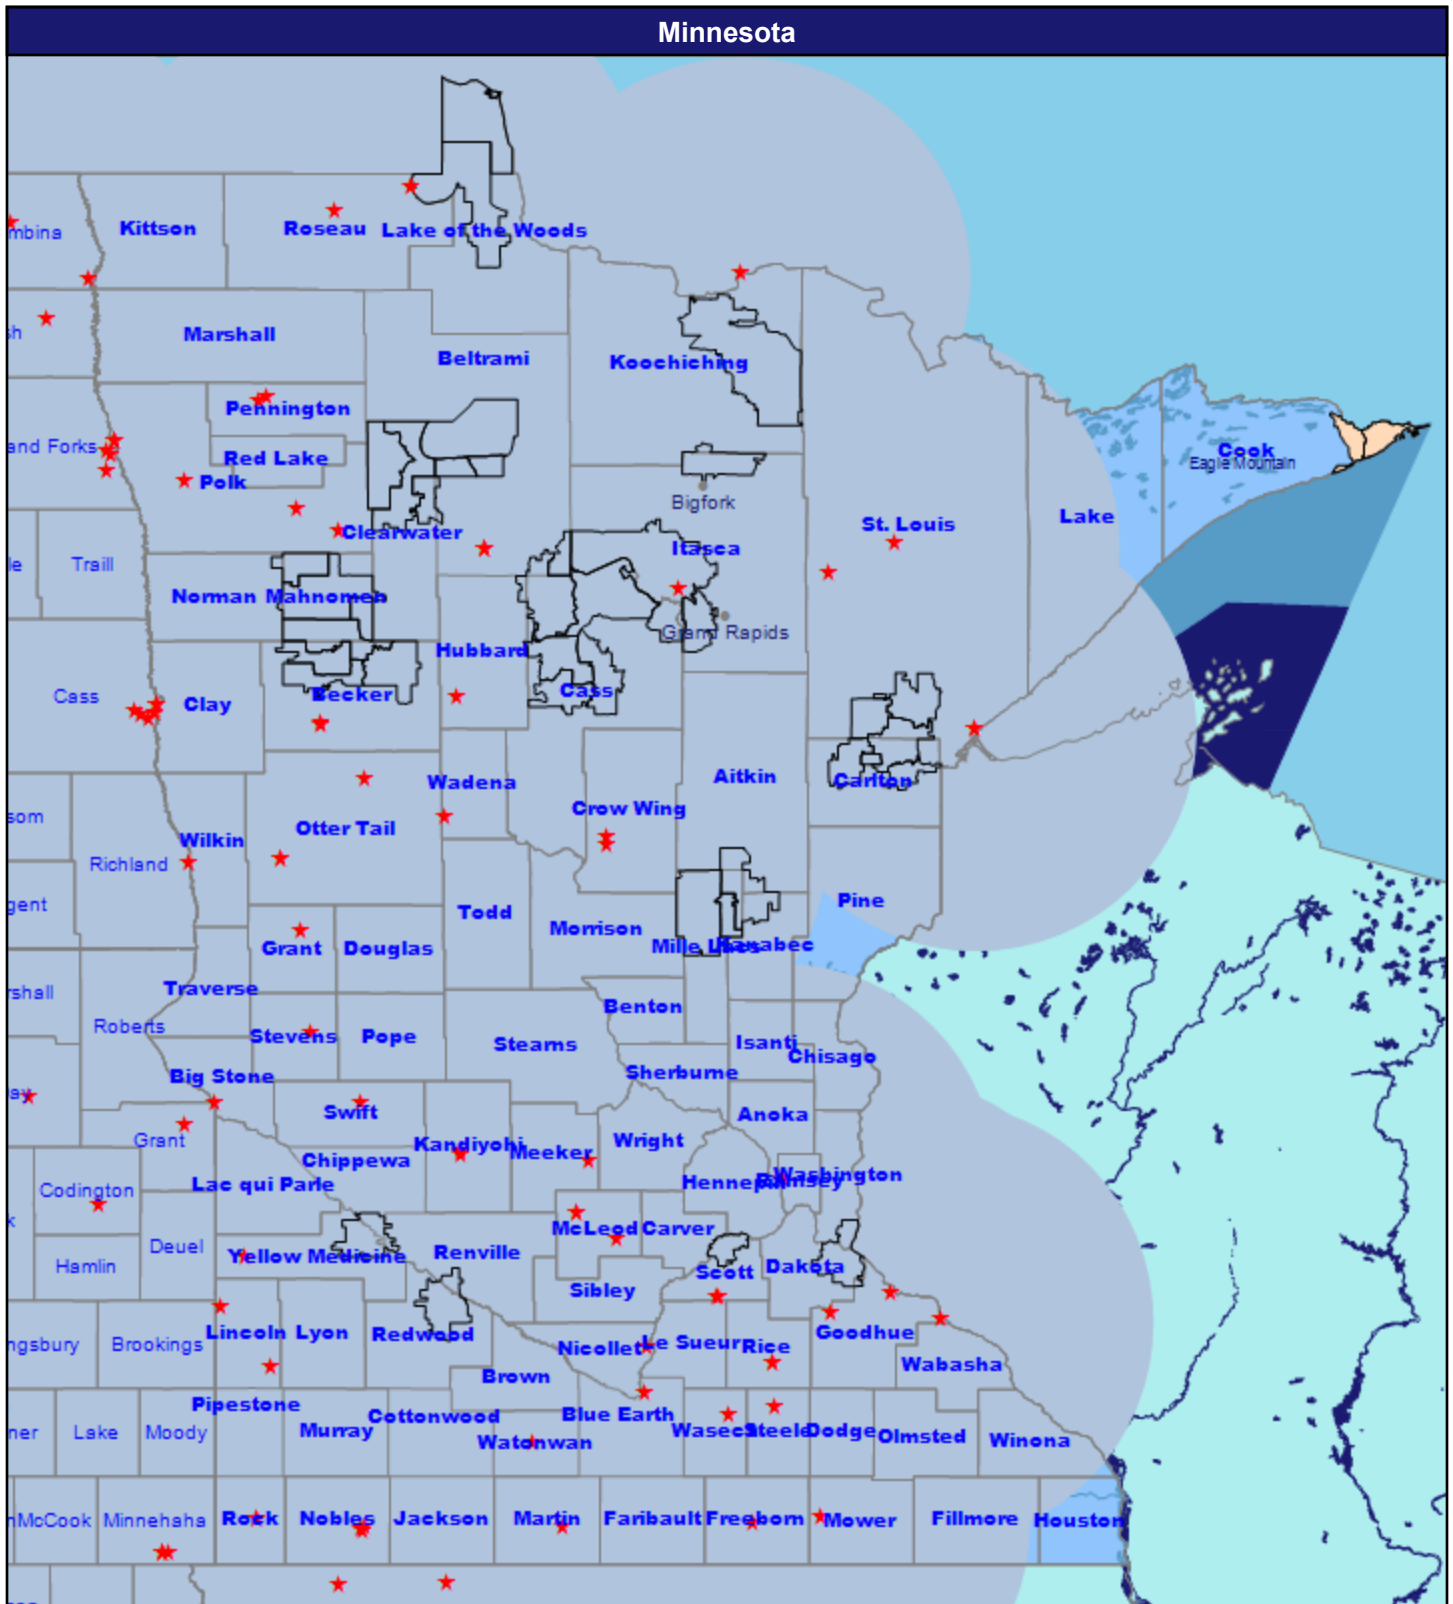 Minnesota
mbina
Kittson
Roseau
Lake of the Woods
sh
Marshall
Beltrami
Koochiching
Pennington
and Forks
Red Lake
Polk
Cook
Eagle Mountain
Bigfork
Clearwater
St. Louis
Lake
le
Traill
Itasca
Norman
Mahnomen
Grand Rapids
Hubbard
Cass
Clay
Becker
Cass
Wadena
Aitkin
Carlton
som
Otter Tail
Crow Wing
Wilkin
Richland
gent
Todd
Pine
Morrison
Grant
Douglas
Mille Lacs
Kanabec
rshall
Traverse
Roberts
Stevens
Pope
Benton
Stearns
Isanti
Chisago
Big Stone
Sherburne
ay
Swift
Anoka
Grant
Kandiyohi
Meeker
Wright
Chippewa
Codington
Lac qui Parle
Hennepin
Ramsey
Washington
k
McLeod
Carver
Deuel
Yellow Medicine
Renville
Hamlin
Scott
Dakota
Sibley
ngsbury
Brookings
Lincoln
Lyon
Redwood
Nicollet
Le Sueur
Rice
Goodhue
Wabasha
Brown
Pipestone
Cottonwood
Blue Earth
ner
Lake
Moody
Murray
Watonwan
Waseca
Steele
Dodge
Olmsted
Winona
McCook
Minnehaha
Rock
Nobles
Jackson
Martin
Faribault
Freeborn
Mower
Fillmore
Houston